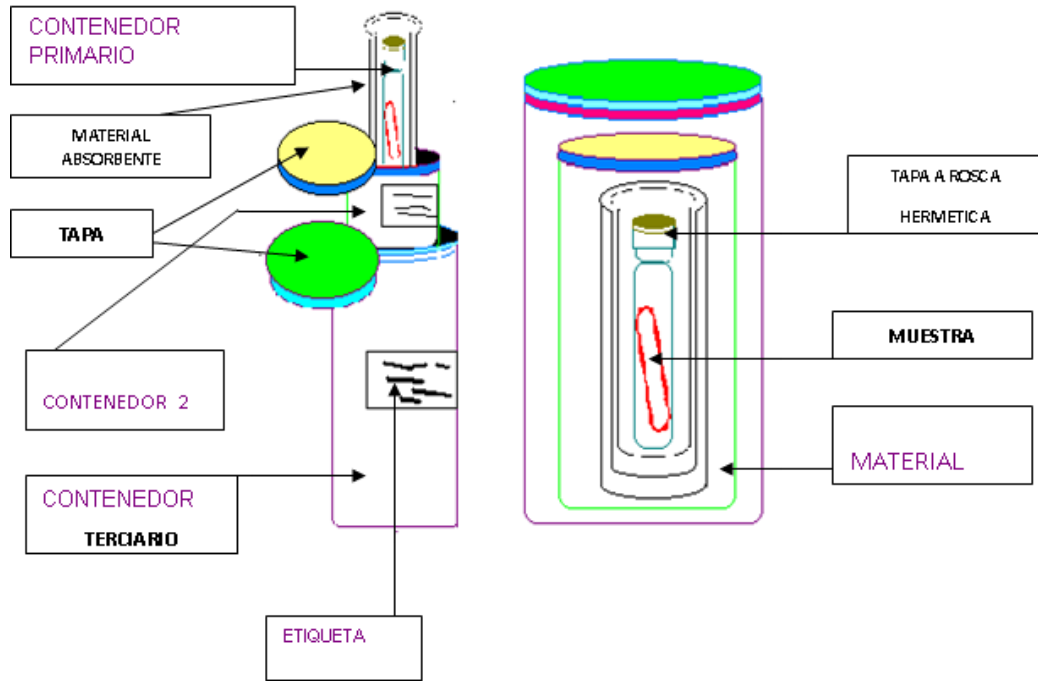 CONTENEDOR
PRIMARIO
MATERIAL
ABSORBENTE
TAPA
CONTENEDOR 2
CONTENEDOR
TERCIARIO
ETIQUETA
TAPA A ROSCA
HERMETICA
MUESTRA
MATERIAL